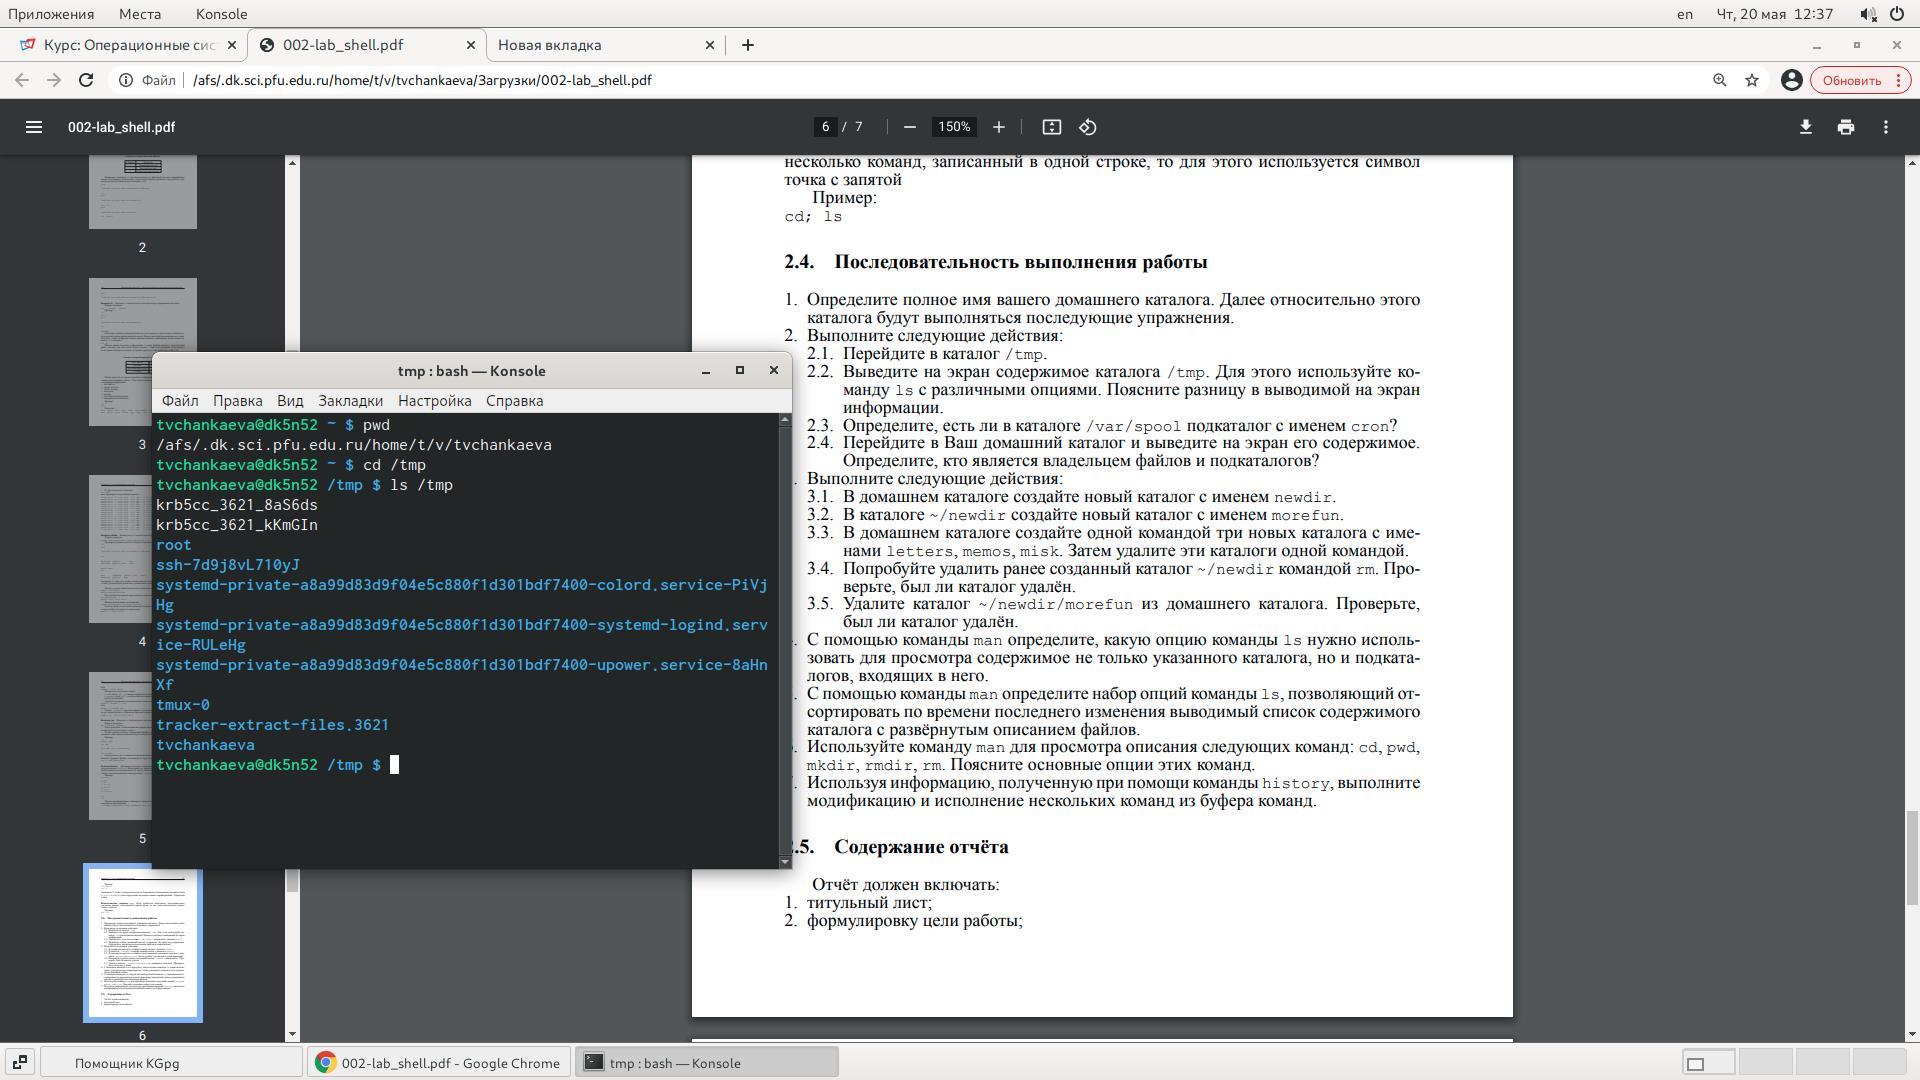 Приложения Места Konsole en Чт, 20 мая 12:37
Курс: Операционные сис 002-lab_shell.pdf Новая вкладка
Файл /afs/.dk.sci.pfu.edu.ru/home/t/v/tvchankaeva/Загрузки/002-lab_shell.pdf Обновить
002-lab_shell.pdf 6 / 7 150%
2
3
4
5
6
несколько команд, записанный в одной строке, то для этого используется символ
точка с запятой
Пример:
cd; ls
2.4. Последовательность выполнения работы
1. Определите полное имя вашего домашнего каталога. Далее относительно этого
каталога будут выполняться последующие упражнения.
2. Выполните следующие действия:
2.1. Перейдите в каталог /tmp.
2.2. Выведите на экран содержимое каталога /tmp. Для этого используйте ко-
манду ls с различными опциями. Поясните разницу в выводимой на экран
информации.
2.3. Определите, есть ли в каталоге /var/spool подкаталог с именем cron?
2.4. Перейдите в Ваш домашний каталог и выведите на экран его содержимое.
Определите, кто является владельцем файлов и подкаталогов?
. Выполните следующие действия:
3.1. В домашнем каталоге создайте новый каталог с именем newdir.
3.2. В каталоге ~/newdir создайте новый каталог с именем morefun.
3.3. В домашнем каталоге создайте одной командой три новых каталога с име-
нами letters, memos, misk. Затем удалите эти каталоги одной командой.
3.4. Попробуйте удалить ранее созданный каталог ~/newdir командой rm. Про-
верьте, был ли каталог удалён.
3.5. Удалите каталог ~/newdir/morefun из домашнего каталога. Проверьте,
был ли каталог удалён.
. С помощью команды man определите, какую опцию команды ls нужно исполь-
зовать для просмотра содержимое не только указанного каталога, но и подката-
логов, входящих в него.
. С помощью команды man определите набор опций команды ls, позволяющий от-
сортировать по времени последнего изменения выводимый список содержимого
каталога с развёрнутым описанием файлов.
. Используйте команду man для просмотра описания следующих команд: cd, pwd,
mkdir, rmdir, rm. Поясните основные опции этих команд.
. Используя информацию, полученную при помощи команды history, выполните
модификацию и исполнение нескольких команд из буфера команд.
.5. Содержание отчёта
Отчёт должен включать:
1. титульный лист;
2. формулировку цели работы;
tmp : bash — Konsole
Файл Правка Вид Закладки Настройка Справка
tvchankaeva@dk5n52 ~ $ pwd
/afs/.dk.sci.pfu.edu.ru/home/t/v/tvchankaeva
tvchankaeva@dk5n52 ~ $ cd /tmp
tvchankaeva@dk5n52 /tmp $ ls /tmp
krb5cc_3621_8aS6ds
krb5cc_3621_kKmGIn
root
ssh-7d9j8vL710yJ
systemd-private-a8a99d83d9f04e5c880f1d301bdf7400-colord.service-PiVj
Hg
systemd-private-a8a99d83d9f04e5c880f1d301bdf7400-systemd-logind.serv
ice-RULeHg
systemd-private-a8a99d83d9f04e5c880f1d301bdf7400-upower.service-8aHn
Xf
tmux-0
tracker-extract-files.3621
tvchankaeva
tvchankaeva@dk5n52 /tmp $
Помощник KGpg 002-lab_shell.pdf - Google Chrome tmp : bash — Konsole